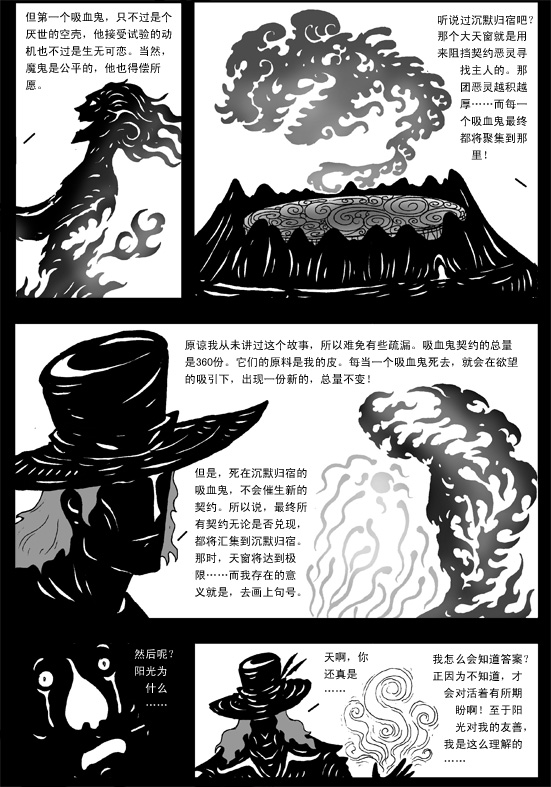 但第一个吸血鬼，只不过是个
厌世的空壳，他接受试验的动
机也不过是生无可恋。当然，
魔鬼是公平的，他也得偿所
愿。
听说过沉默归宿吧？
那个大天窗就是用
来阻挡契约恶灵寻
找主人的。那
团恶灵越积越
厚……而每一
个吸血鬼最终
都将聚集到那
里！
原谅我从未讲过这个故事，所以难免有些疏漏。吸血鬼契约的总量
是360份。它们的原料是我的皮。每当一个吸血鬼死去，就会在欲望
的吸引下，出现一份新的，总量不变！
但是，死在沉默归宿的
吸血鬼，不会催生新的
契约。所以说，最终所
有契约无论是否兑现，
都将汇集到沉默归宿。
那时，天窗将达到极
限……而我存在的意
义就是，去画上句号。
然后呢？
阳光为
什么
……
天啊，你
还真是
……
我怎么会知道答案？
正因为不知道，才
会对活着有所期
盼啊！至于阳
光对我的友善，
我是这么理解的
……